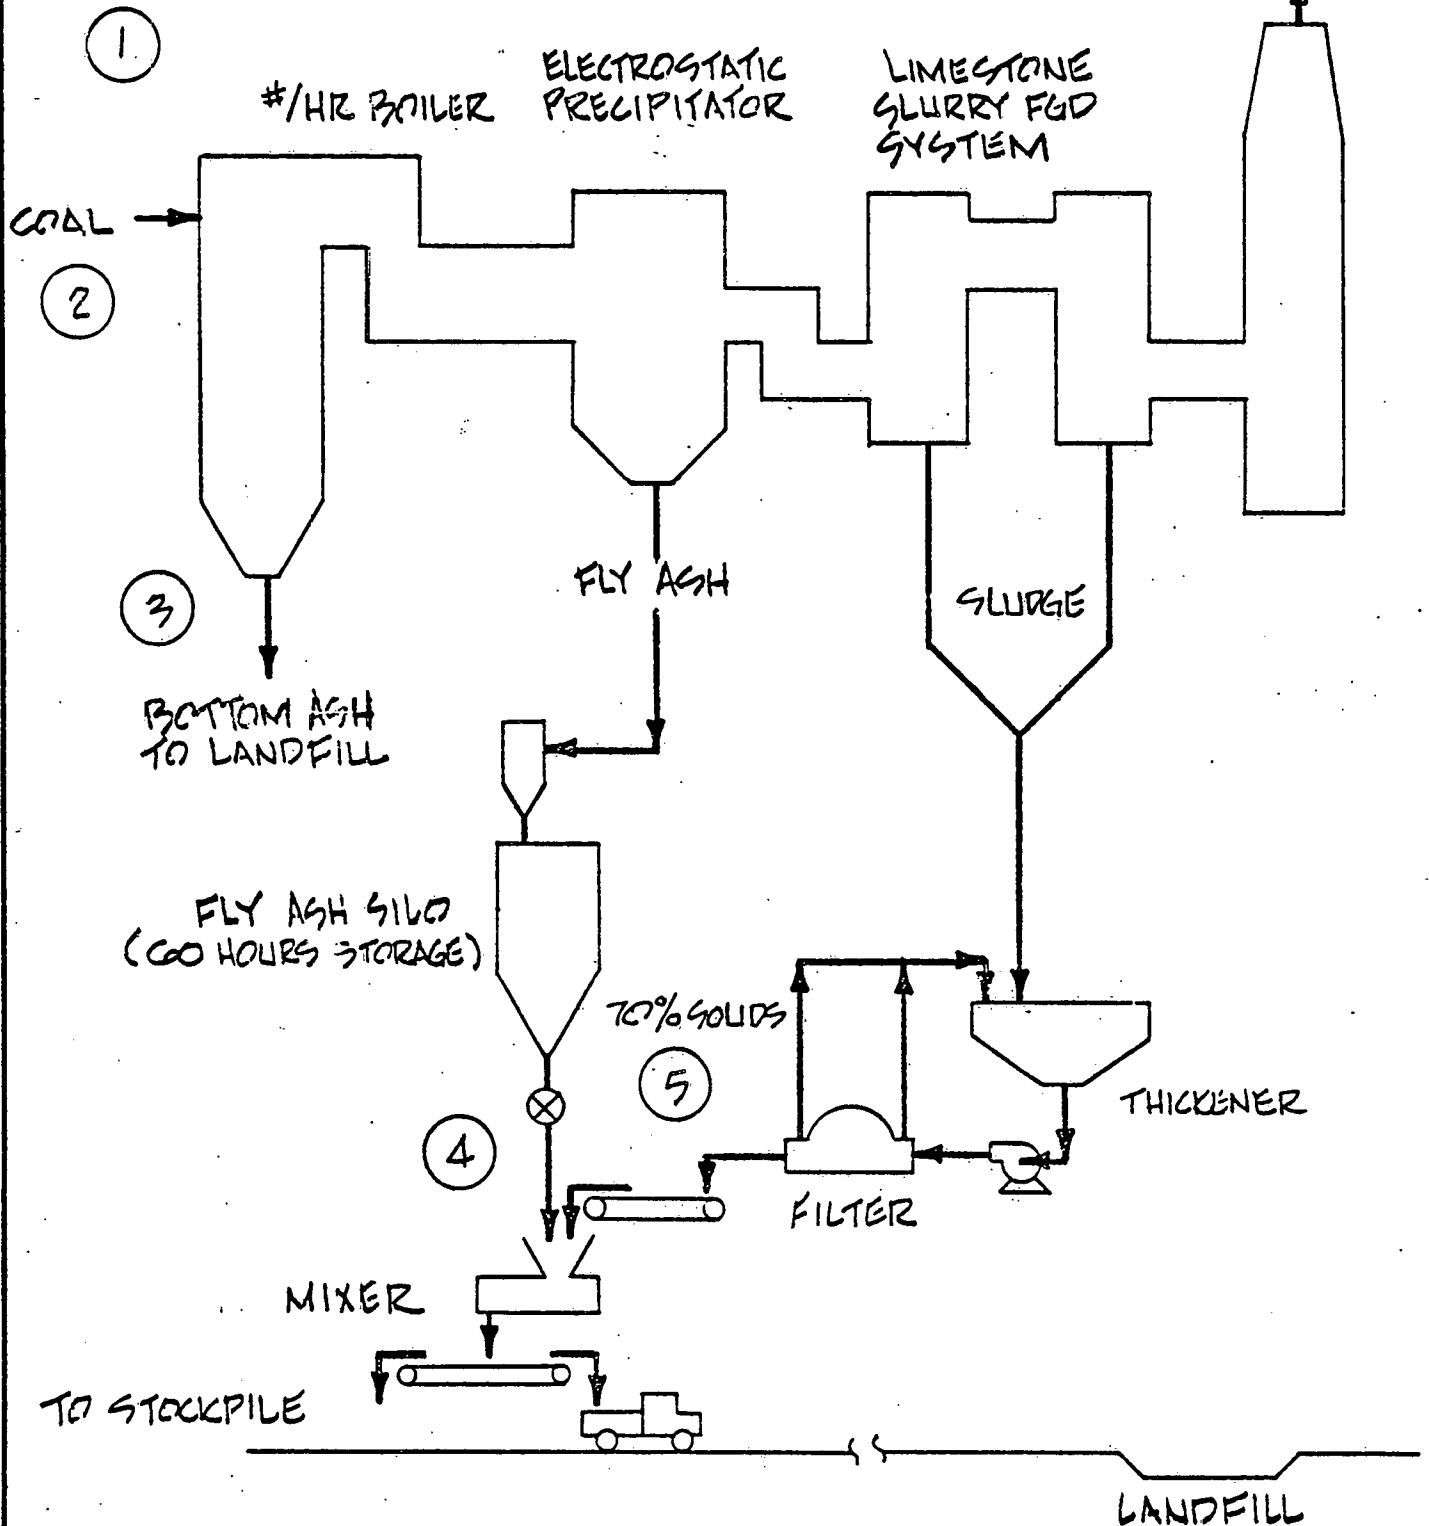 1
#/HR BOILER
ELECTROSTATIC
PRECIPITATOR
LIMESTONE
SLURRY FGD
SYSTEM
COAL
2
3
FLY ASH
SLUDGE
BOTTOM ASH
TO LANDFILL
FLY ASH SILO
(60 HOURS STORAGE)
70% SOLIDS
5
THICKENER
4
FILTER
MIXER
TO STOCKPILE
LANDFILL